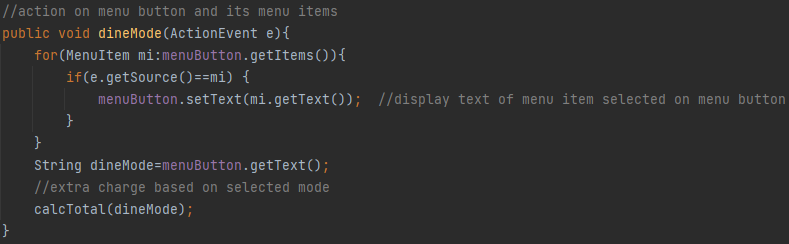 //action on menu button and its menu items
public void dineMode(ActionEvent e){
    for(MenuItem mi:menuButton.getItems()){
        if(e.getSource()==mi) {
            menuButton.setText(mi.getText());  //display text of menu item selected on menu button
        }
    }
    String dineMode=menuButton.getText();
    //extra charge based on selected mode
    calcTotal(dineMode);
}